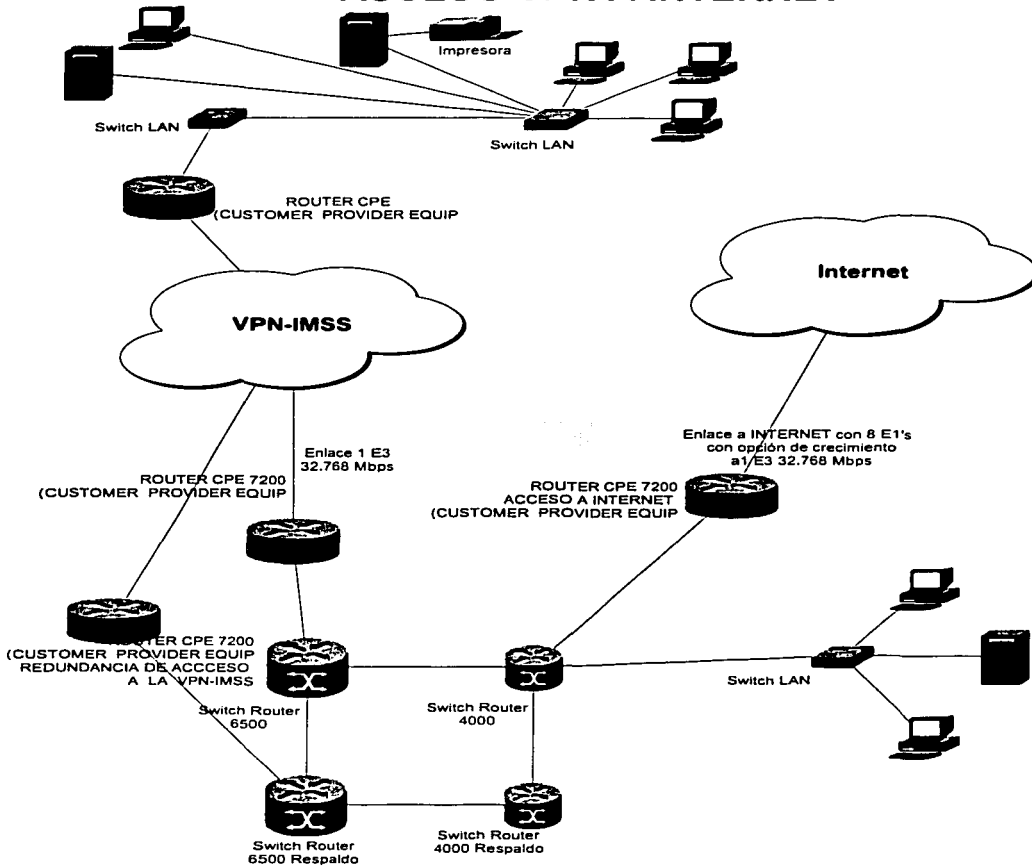 Impresora
Switch LAN
Switch LAN
ROUTER CPE
(CUSTOMER PROVIDER EQUIP
Internet
VPN-IMSS
Enlace 1 E3
32.768 Mbps
Enlace a INTERNET con 8 E1's
con opción de crecimiento
a1 E3 32.768 Mbps
ROUTER CPE 7200
(CUSTOMER PROVIDER EQUIP
ROUTER CPE 7200
ACCESO A INTERNET
(CUSTOMER PROVIDER EQUIP
ROUTER CPE 7200
(CUSTOMER PROVIDER EQUIP
REDUNDANCIA DE ACCCESO
A LA VPN-IMSS
Switch Router
6500
Switch Router
4000
Switch LAN
Switch Router
6500 Respaldo
Switch Router
4000 Respaldo